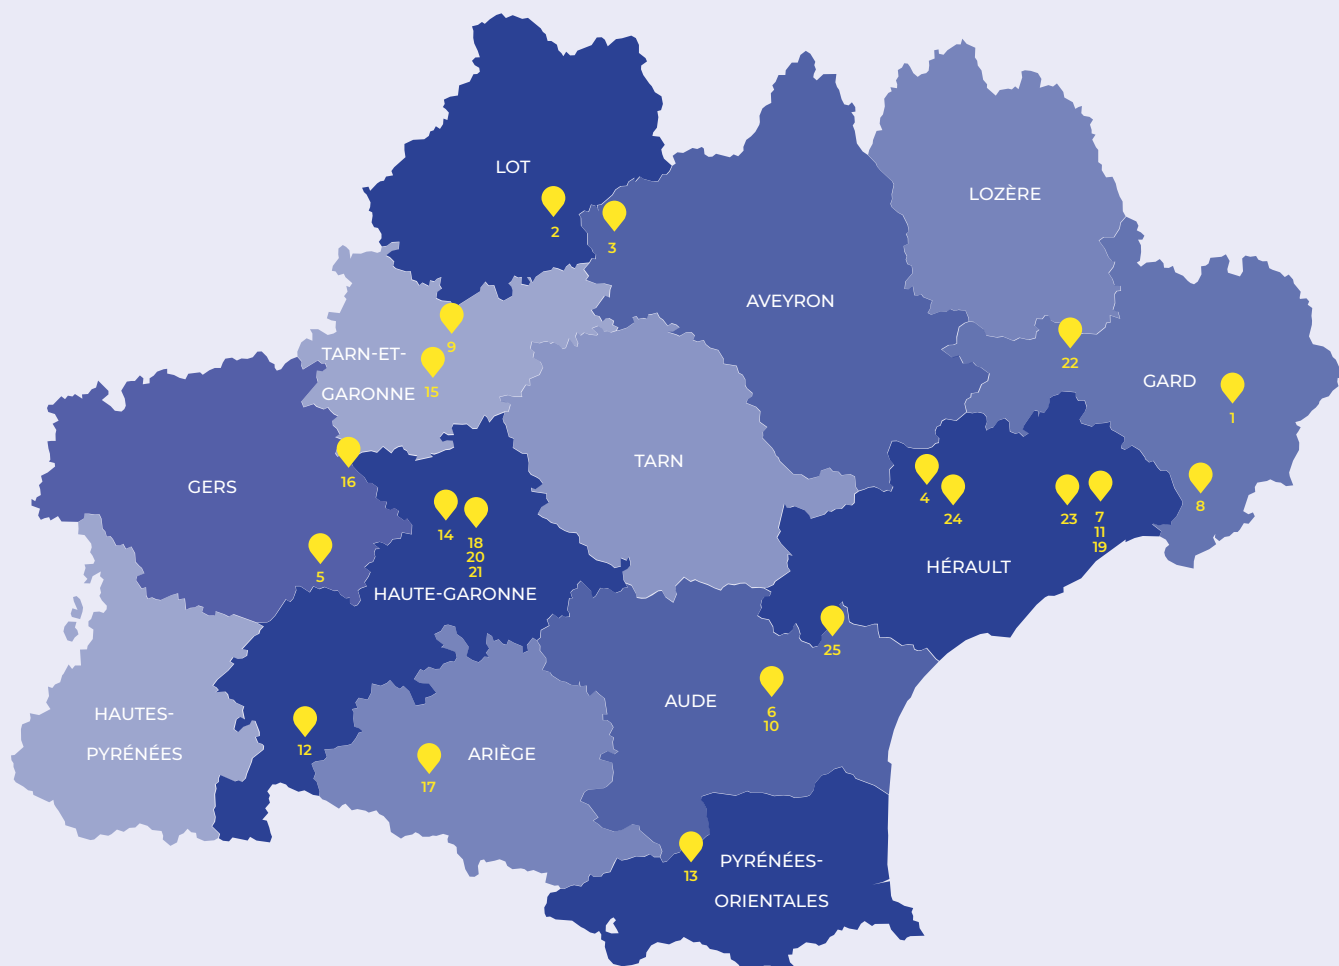 LOT
LOZÈRE
2
3
AVEYRON
TARN-ET-
GARONNE
9
15
22
GARD
1
TARN
GERS
16
4
24
23
7
11
19
8
14
18
20
21
5
HÉRAULT
HAUTE-GARONNE
25
AUDE
6
10
HAUTES-
PYRÉNÉES
12
ARIÈGE
17
13
PYRÉNÉES-
ORIENTALES